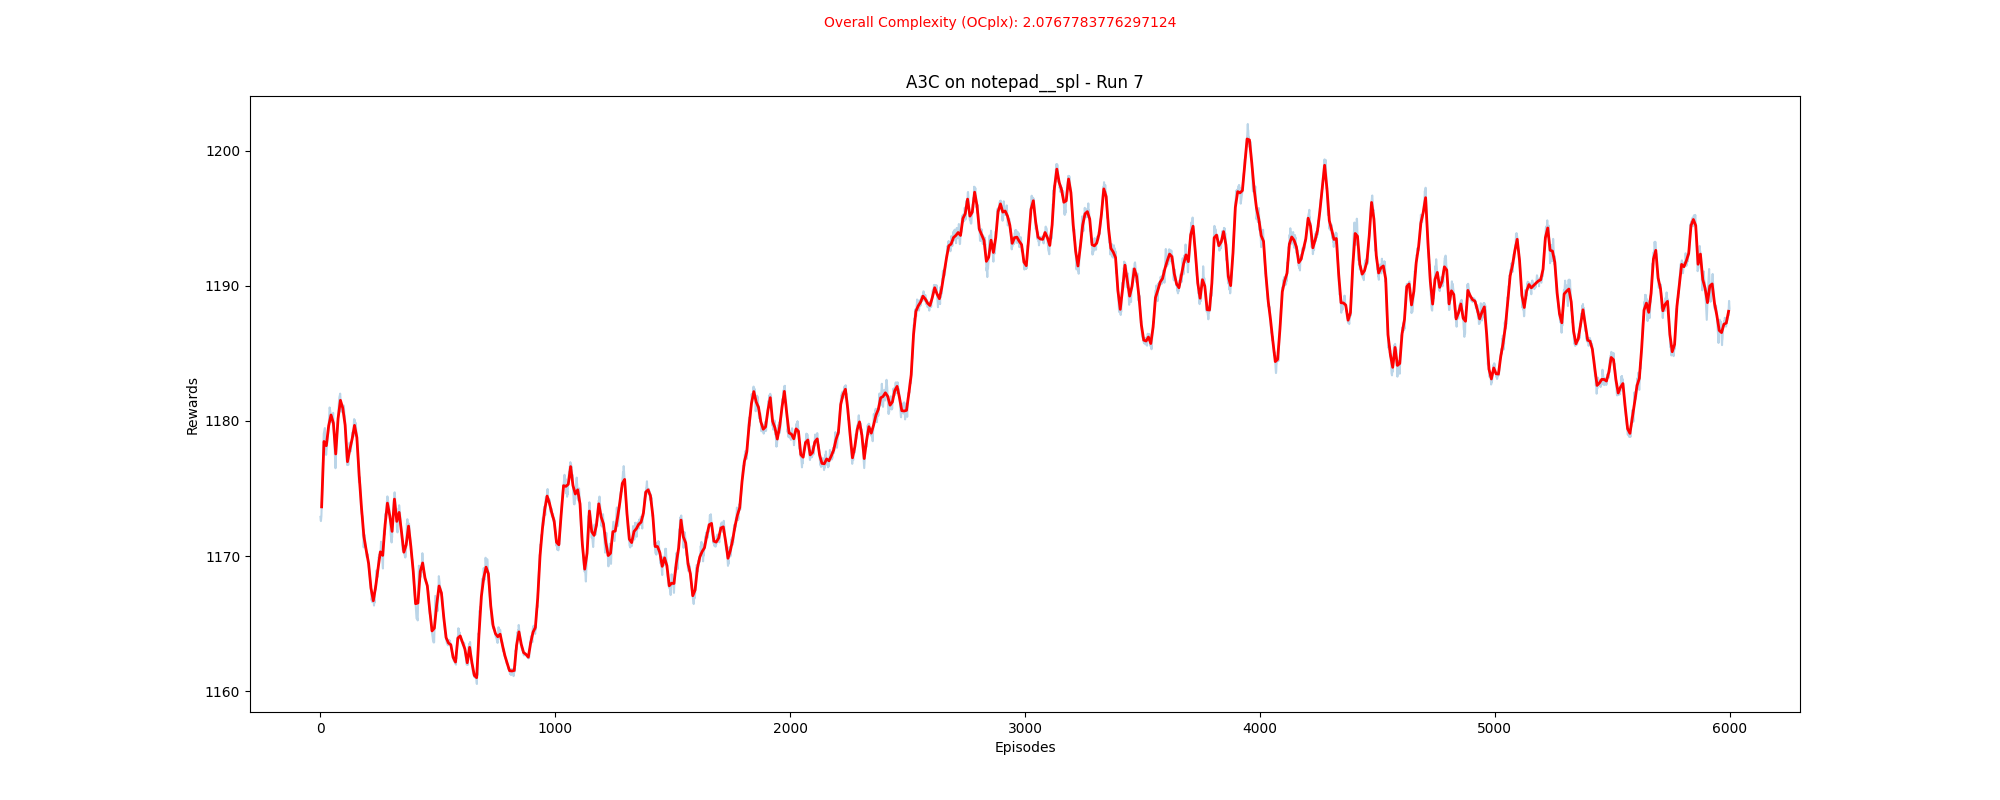 Overall Complexity (OCplx): 2.0767783776297124
A3C on notepad__spl - Run 7
1200
1190
1180
1170
1160
Rewards
0 1000 2000 3000 4000 5000 6000
Episodes